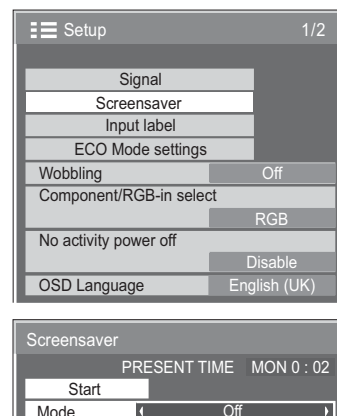 Setup 1/2
Signal
Screensaver
Input label
ECO Mode settings
Wobbling Off
Component/RGB-in select
RGB
No activity power off
Disable
OSD Language English (UK)
Screensaver
PRESENT TIME MON 0 : 02
Start
Mode Off